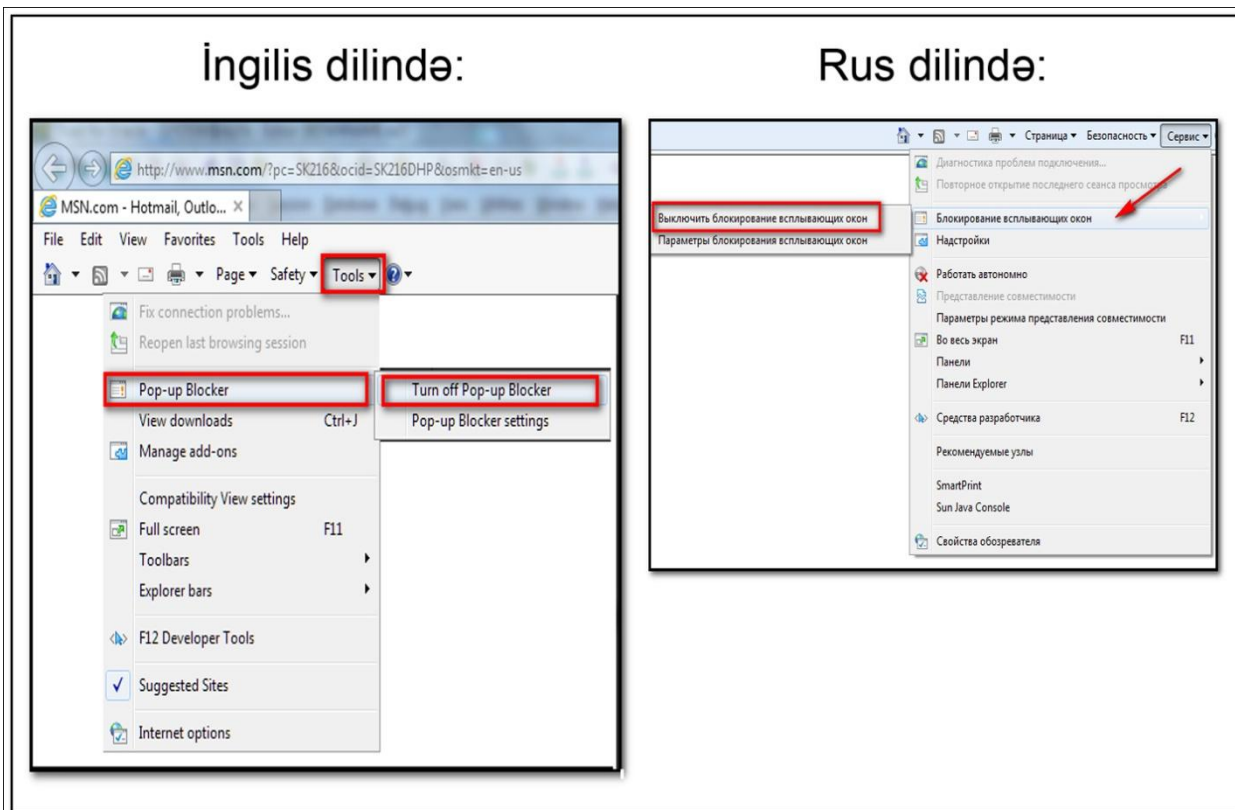 İngilis dilində:
http://www.msn.com/?pc=SK216&ocid=SK216DHP&osmkt=en-us
MSN.com - Hotmail, Outlo...
File Edit View Favorites Tools Help
Page Safety Tools
Fix connection problems...
Reopen last browsing session
Pop-up Blocker
Turn off Pop-up Blocker
View downloads Ctrl+J
Pop-up Blocker settings
Manage add-ons
Compatibility View settings
Full screen F11
Toolbars
Explorer bars
F12 Developer Tools
Suggested Sites
Internet options
Rus dilində:
Страница Безопасность Сервис
Диагностика проблем подключения...
Повторное открытие последнего сеанса просмотра
Выключить блокирование всплывающих окон
Блокирование всплывающих окон
Параметры блокирования всплывающих окон
Надстройки
Работать автономно
Представление совместимости
Параметры режима представления совместимости
Во весь экран F11
Панели
Панели Explorer
Средства разработчика F12
Рекомендуемые узлы
SmartPrint
Sun Java Console
Свойства обозревателя